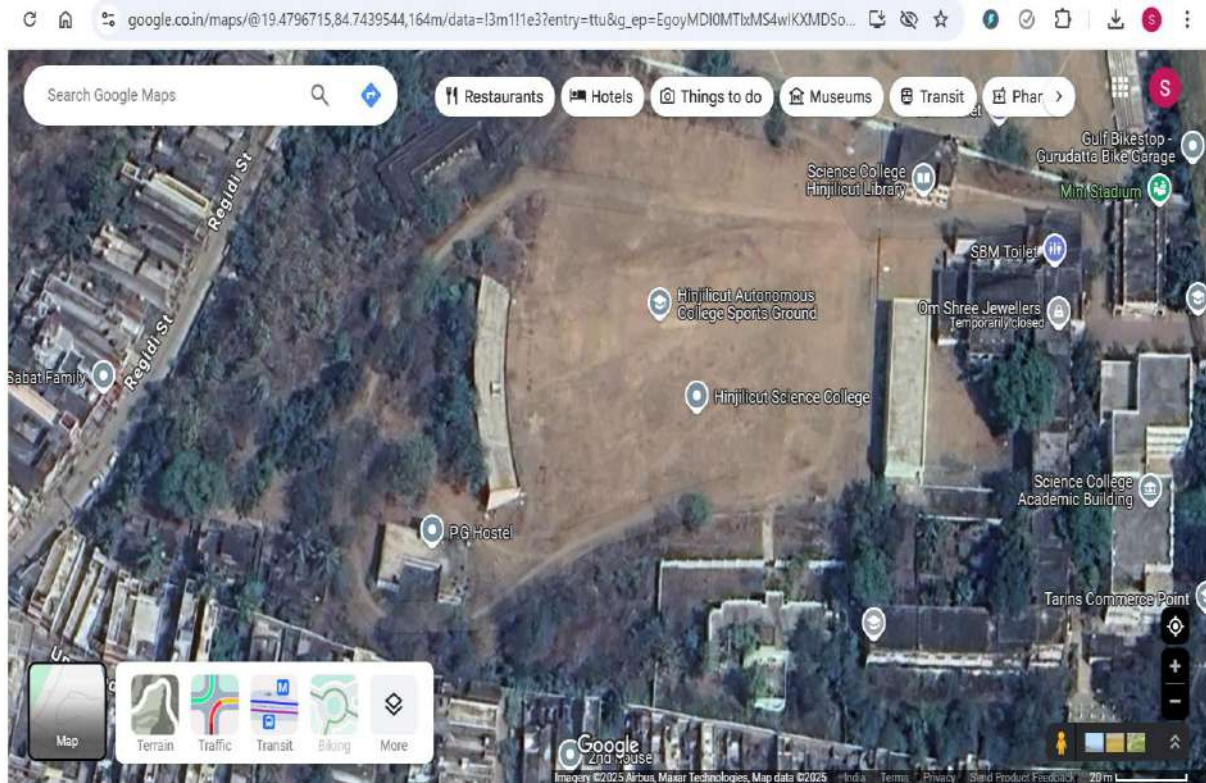 google.co.in/maps/@19.4796715,84.7439544,164m/data=!3m1!1e3?entry=ttu&g_ep=EgoyMDI0MTIxMS4wIKXMDSo...
S
Search Google Maps
Restaurants
Hotels
Things to do
Museums
Transit
Phar
S
Gulf Bikestop -
Gurudatta Bike Garage
Science College
Hinjilicut Library
Mini Stadium
Regidi St
SBM Toilet
Hinjilicut Autonomous
College Sports Ground
Om Shree Jewellers
Temporarily closed
Regidi St
Sabat Family
Hinjilicut Science College
Science College
Academic Building
P.G Hostel
Tarins Commerce Point
Map
Terrain
Traffic
M
Transit
Biking
More
Google
2nd House
Imagery ©2025 Airbus, Maxar Technologies, Map data ©2025
India
Terms
Privacy
Send Product Feedback
20 m